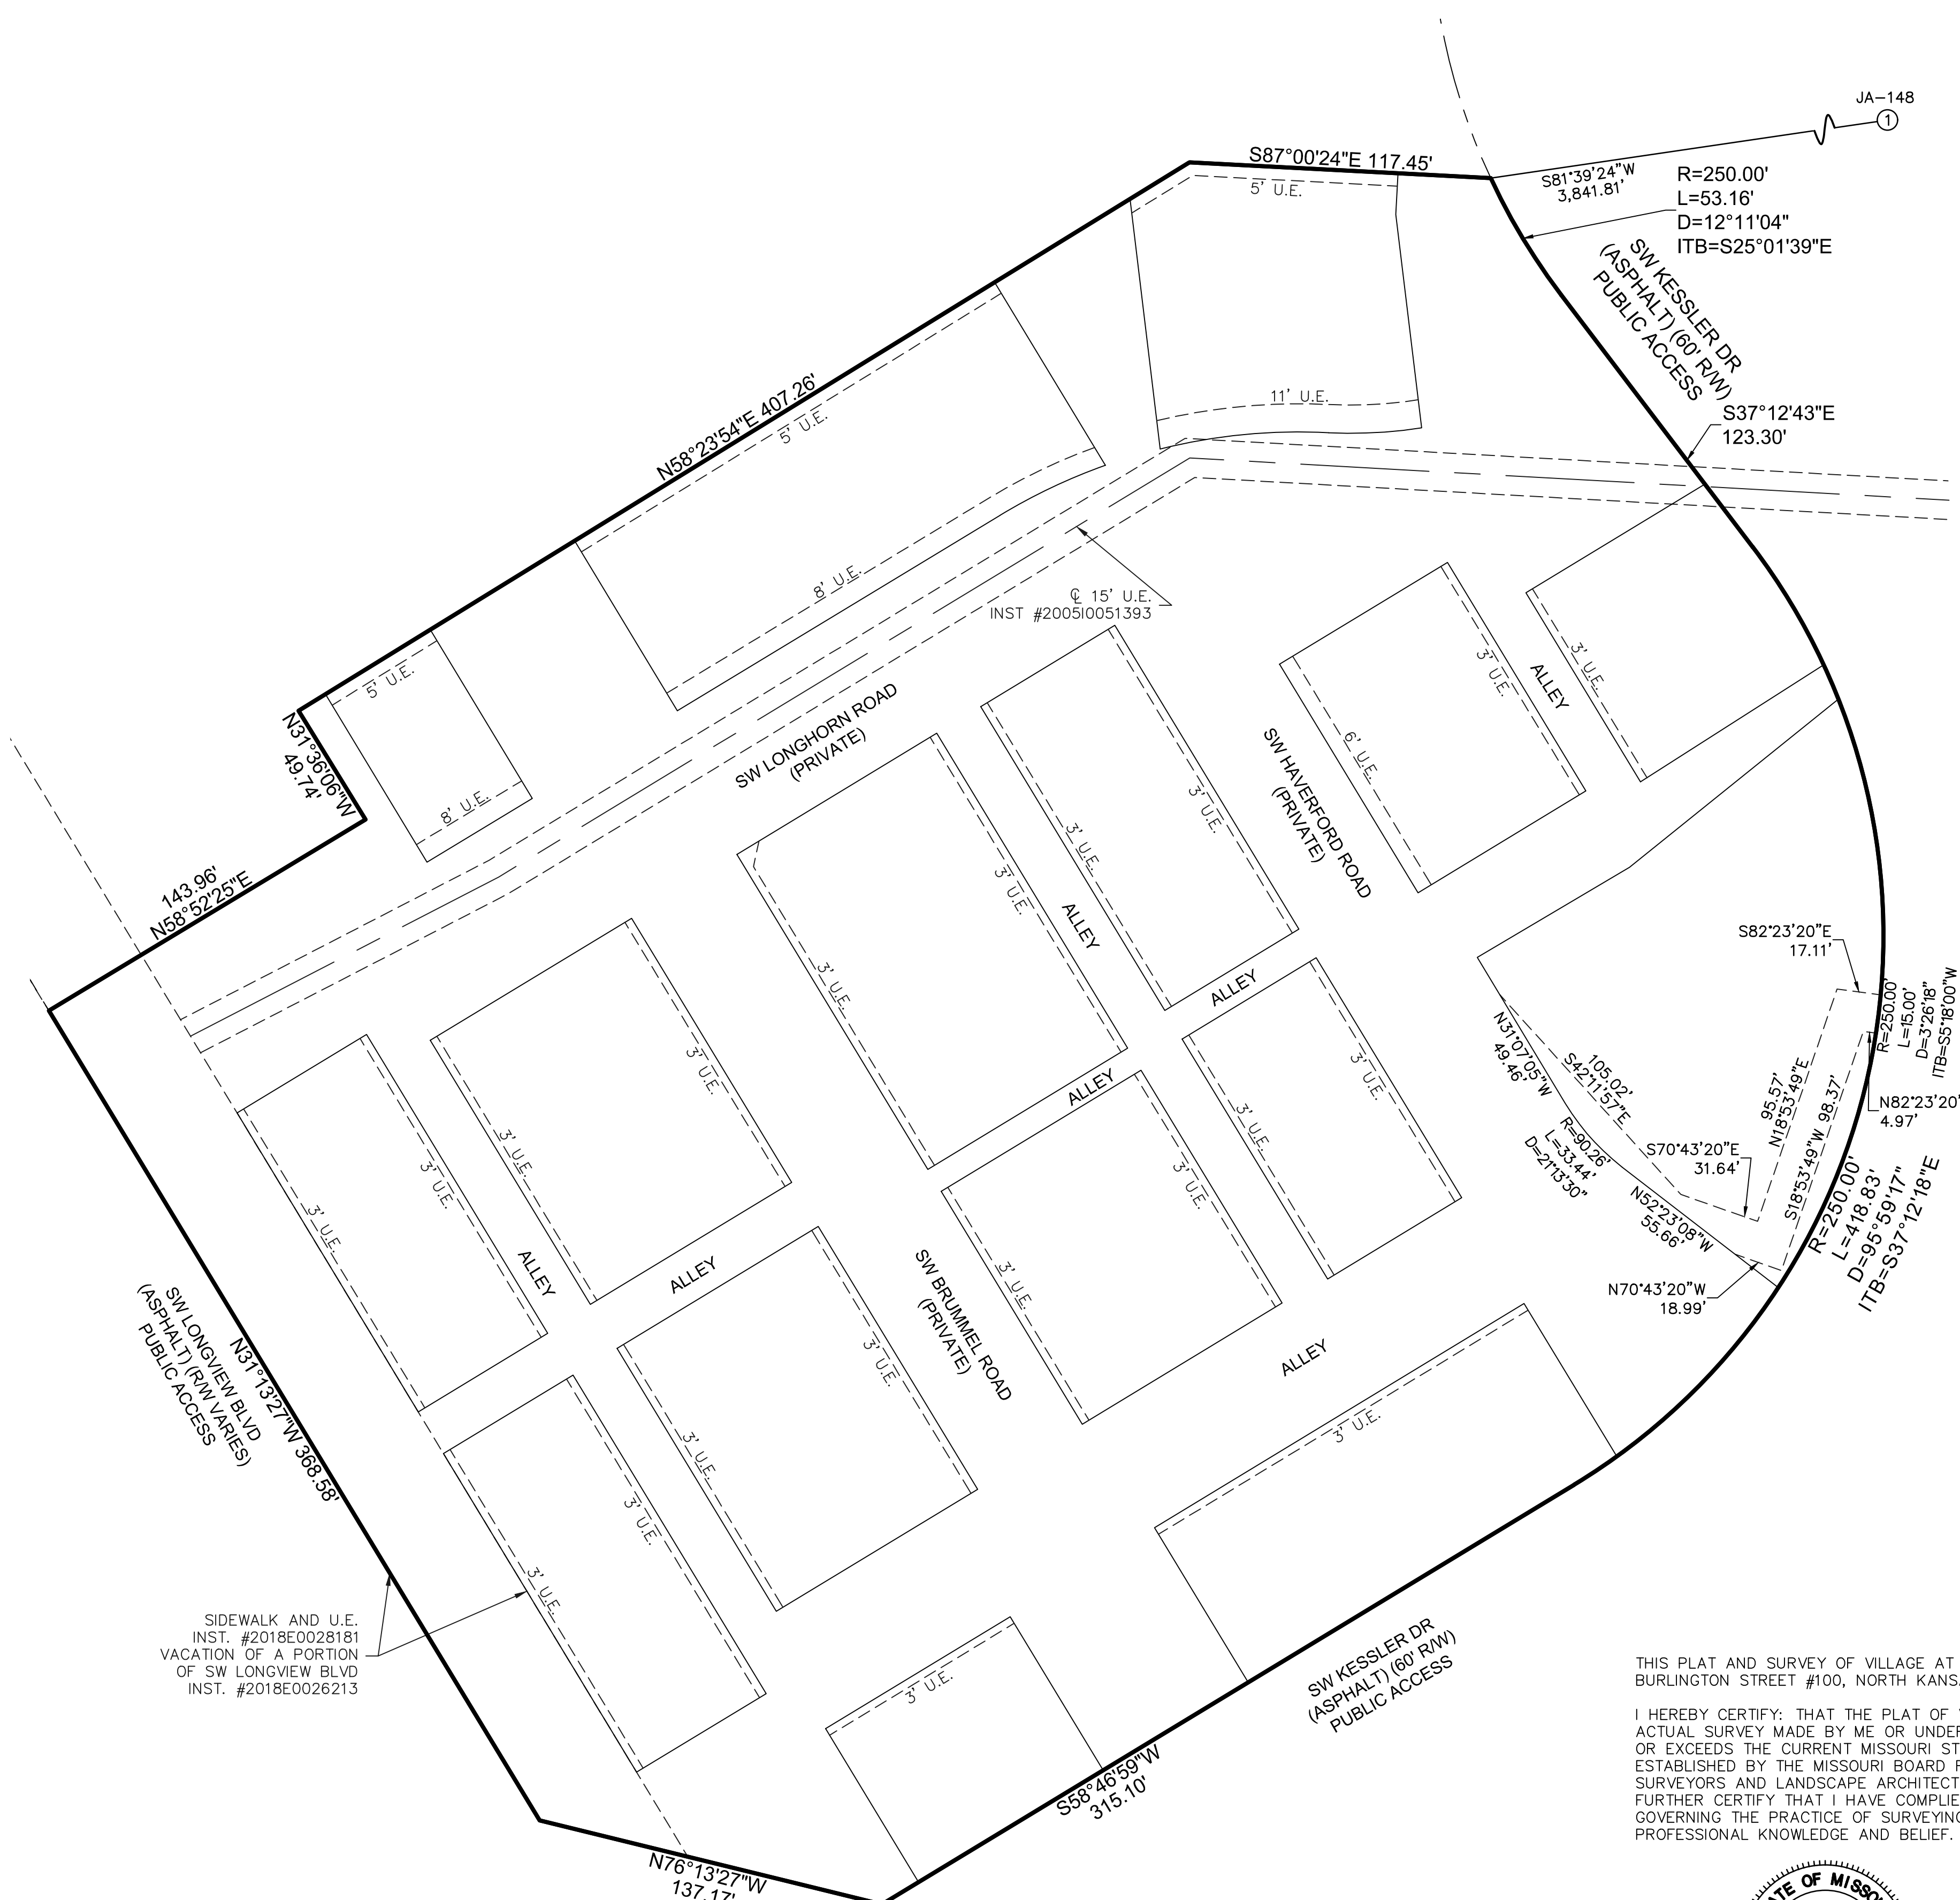 JA-148
1
S87°00'24"E 117.45'
5' U.E.
S81°39'24"W
3,841.81'
R=250.00'
L=53.16'
D=12°11'04"
ITB=S25°01'39"E
SW KESSLER DR
(ASPHALT) (60' R/W)
PUBLIC ACCESS
S37°12'43"E
123.30'
N58°23'54"E 407.26'
5' U.E.
11' U.E.
8' U.E.
℄ 15' U.E.
INST #2005I0051393
5' U.E.
8' U.E.
N31°36'06"W
49.74'
143.96'
N58°52'25"E
SW LONGHORN ROAD
(PRIVATE)
SW HAVERFORD ROAD
(PRIVATE)
3' U.E.
ALLEY
3' U.E.
6' U.E.
3' U.E.
3' U.E.
3' U.E.
3' U.E.
ALLEY
ALLEY
ALLEY
3' U.E.
3' U.E.
3' U.E.
3' U.E.
S82°23'20"E
17.11'
R=250.00'
L=15.00'
D=3°26'18"
ITB=S5°18'00"W
N82°23'20"
4.97'
N31°07'05"W
49.46'
105.02'
S42°11'57"E
95.57'
N18°53'49"E
S18°53'49"W 98.37'
S70°43'20"E
31.64'
R=90.26'
L=33.44'
D=21°13'30"
N52°23'08"W
55.66'
N70°43'20"W
18.99'
R=250.00'
L=418.83'
D=95°59'17"
ITB=S37°12'18"E
3' U.E.
3' U.E.
3' U.E.
3' U.E.
ALLEY
ALLEY
SW BRUMMEL ROAD
(PRIVATE)
ALLEY
3' U.E.
3' U.E.
3' U.E.
3' U.E.
3' U.E.
3' U.E.
SW LONGVIEW BLVD
(ASPHALT) (R/W VARIES)
PUBLIC ACCESS
N31°13'27"W 368.58'
SIDEWALK AND U.E.
INST. #2018E0028181
VACATION OF A PORTION
OF SW LONGVIEW BLVD
INST. #2018E0026213
SW KESSLER DR
(ASPHALT) (60' R/W)
PUBLIC ACCESS
S58°46'59"W
315.10'
N76°13'27"W
137.17'
THIS PLAT AND SURVEY OF VILLAGE AT
BURLINGTON STREET #100, NORTH KANS
I HEREBY CERTIFY: THAT THE PLAT OF
ACTUAL SURVEY MADE BY ME OR UNDER
OR EXCEEDS THE CURRENT MISSOURI ST
ESTABLISHED BY THE MISSOURI BOARD
SURVEYORS AND LANDSCAPE ARCHITECT
FURTHER CERTIFY THAT I HAVE COMPLIE
GOVERNING THE PRACTICE OF SURVEYING
PROFESSIONAL KNOWLEDGE AND BELIEF.
ATE OF MISSO